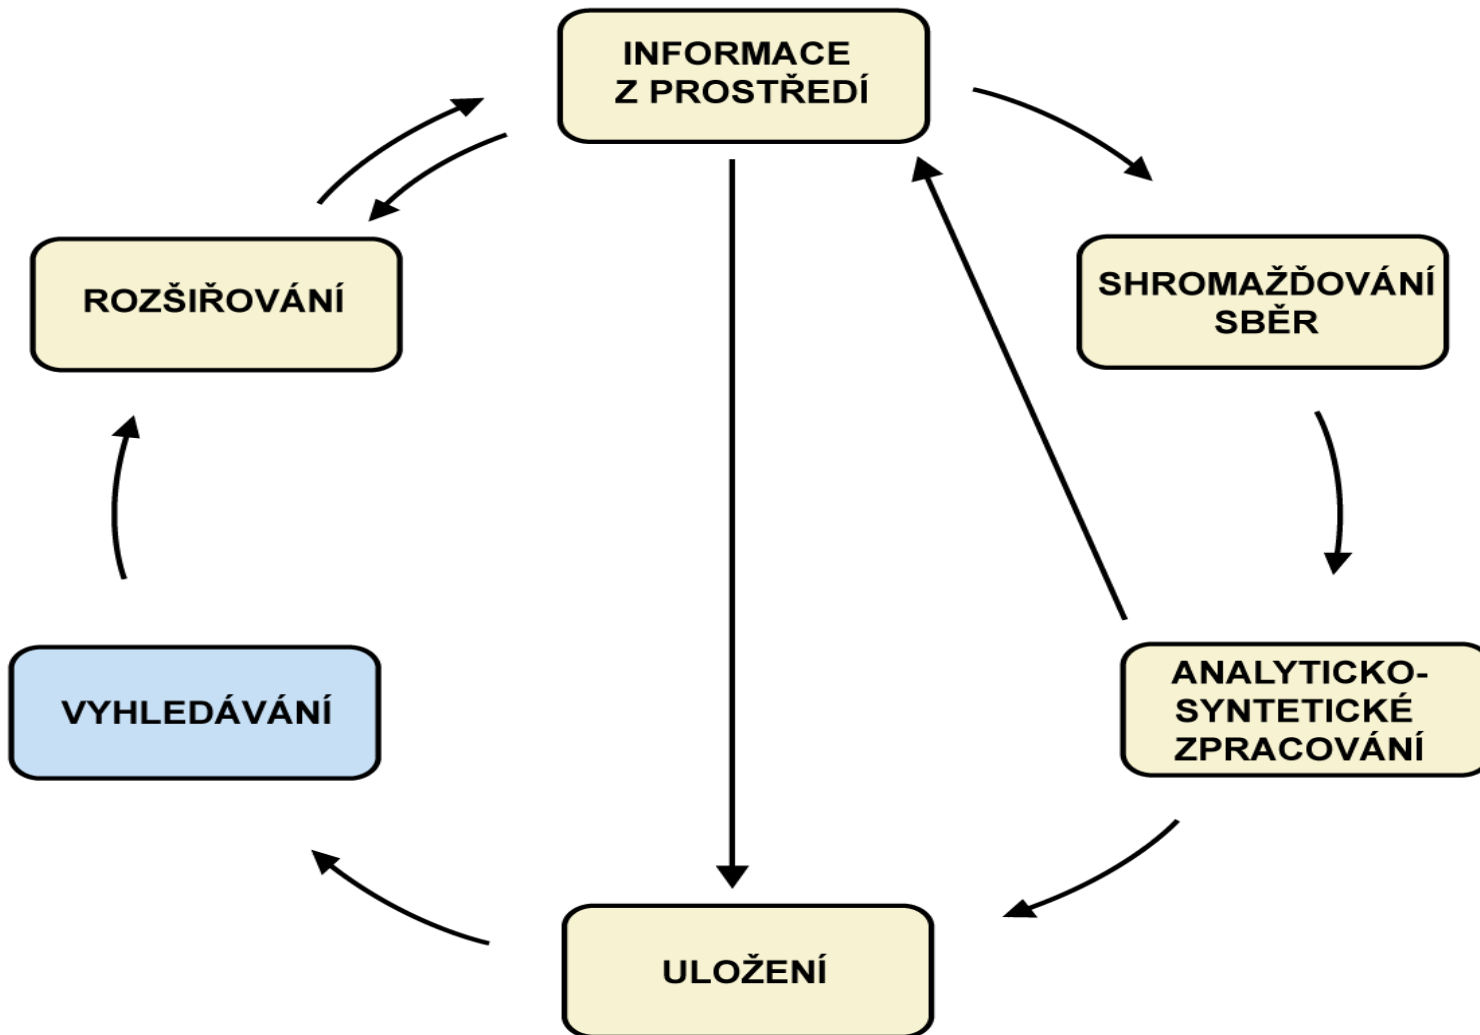 INFORMACE
Z PROSTŘEDÍ
ROZŠIŘOVÁNÍ
SHROMAŽĎOVÁNÍ
SBĚR
VYHLEDÁVÁNÍ
ANALYTICKO-
SYNTETICKÉ
ZPRACOVÁNÍ
ULOŽENÍ